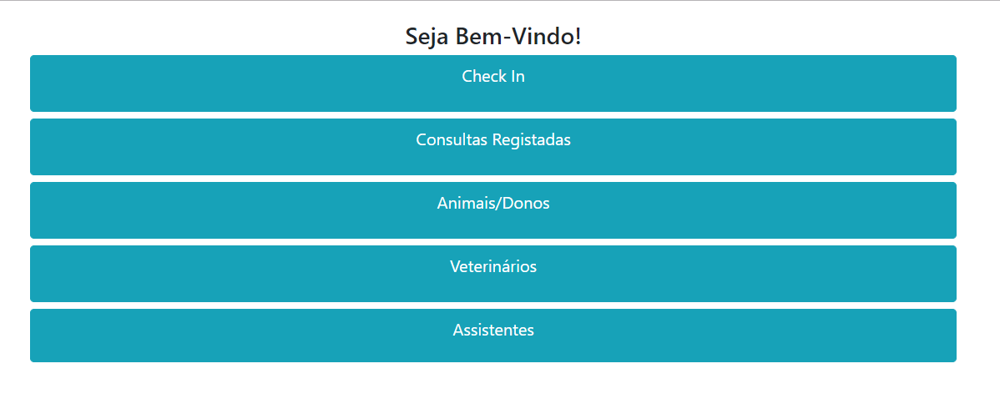 Seja Bem-Vindo!
Check In
Consultas Registadas
Animais/Donos
Veterinários
Assistentes